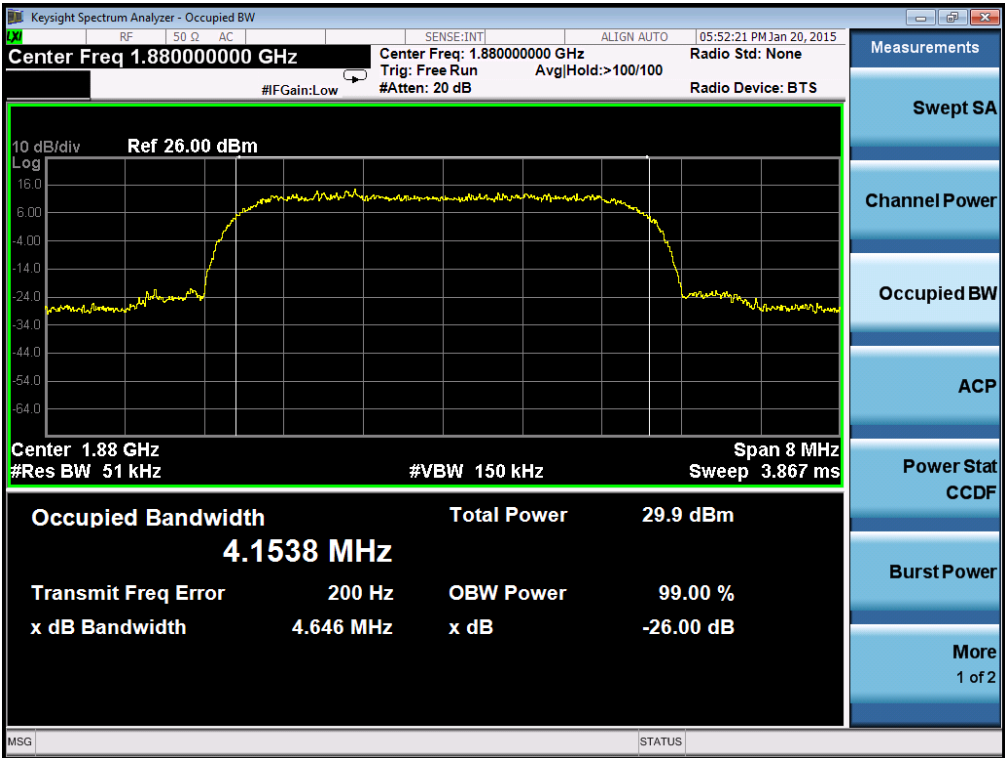 Keysight Spectrum Analyzer - Occupied BW
LXI RF 50 Ω AC SENSE:INT ALIGN AUTO 05:52:21 PM Jan 20, 2015
Center Freq 1.880000000 GHz
#IFGain:Low
Center Freq: 1.880000000 GHz
Trig: Free Run Avg|Hold:>100/100
#Atten: 20 dB
Radio Std: None
Radio Device: BTS
10 dB/div Ref 26.00 dBm
Log
16.0
6.00
-4.00
-14.0
-24.0
-34.0
-44.0
-54.0
-64.0
Center 1.88 GHz Span 8 MHz
#Res BW 51 kHz #VBW 150 kHz Sweep 3.867 ms
Occupied Bandwidth Total Power 29.9 dBm
4.1538 MHz
Transmit Freq Error 200 Hz OBW Power 99.00 %
x dB Bandwidth 4.646 MHz x dB -26.00 dB
MSG STATUS
Measurements
Swept SA
Channel Power
Occupied BW
ACP
Power Stat
CCDF
Burst Power
More
1 of 2